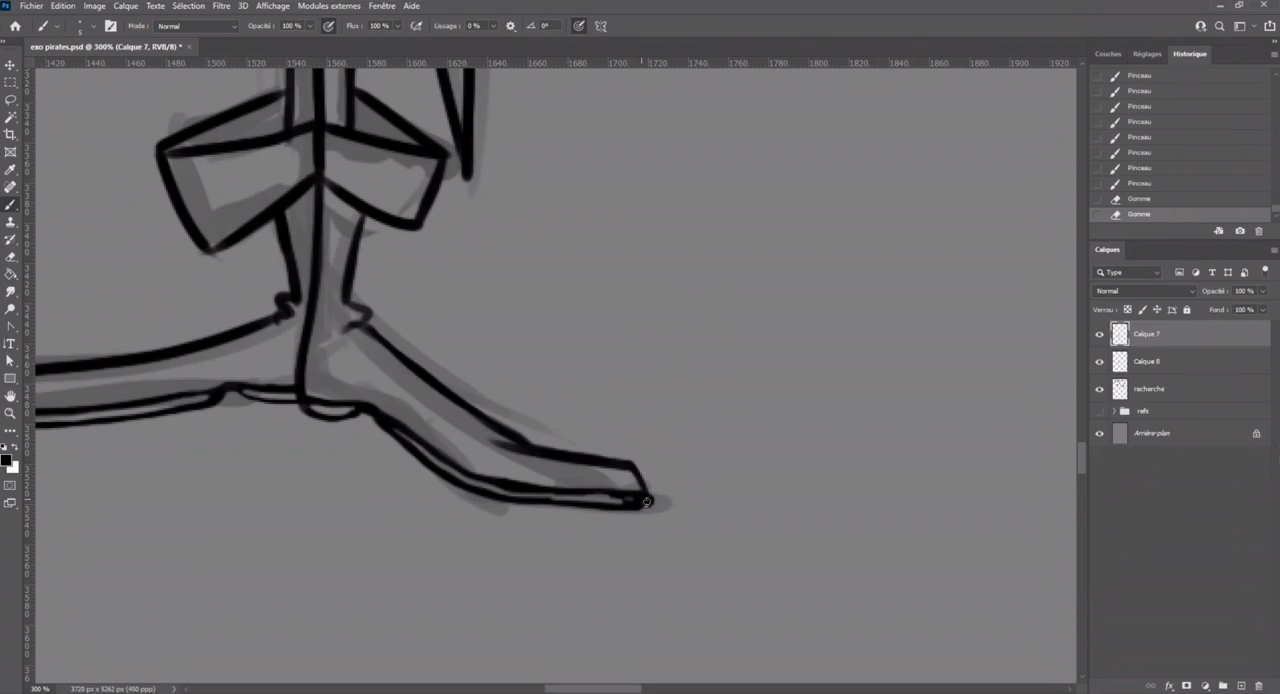 Fichier Edition Image Calque Texte Sélection Filtre 3D Affichage Modules externes Fenêtre Aide
5 Mode : Normal Opacité : 100 % Flux : 100 % Lissage : 0 % 0°
exo pirates.psd @ 300% (Calque 7, RVB/8) * ×
1420 1440 1460 1480 1500 1520 1540 1560 1580 1600 1620 1640 1660 1680 1700 1720 1740 1760 1780 1800 1820 1840 1860 1880 1900 1920
Couches Réglages Historique
Pinceau
Pinceau
Pinceau
Pinceau
Pinceau
Pinceau
Pinceau
Pinceau
Gomme
Gomme
Calques
Type
Normal Opacité : 100 %
Verrou : Fond : 100 %
Calque 7
Calque 6
recherche
refs
Arrière-plan
300 % 3720 px x 5262 px (450 ppp)